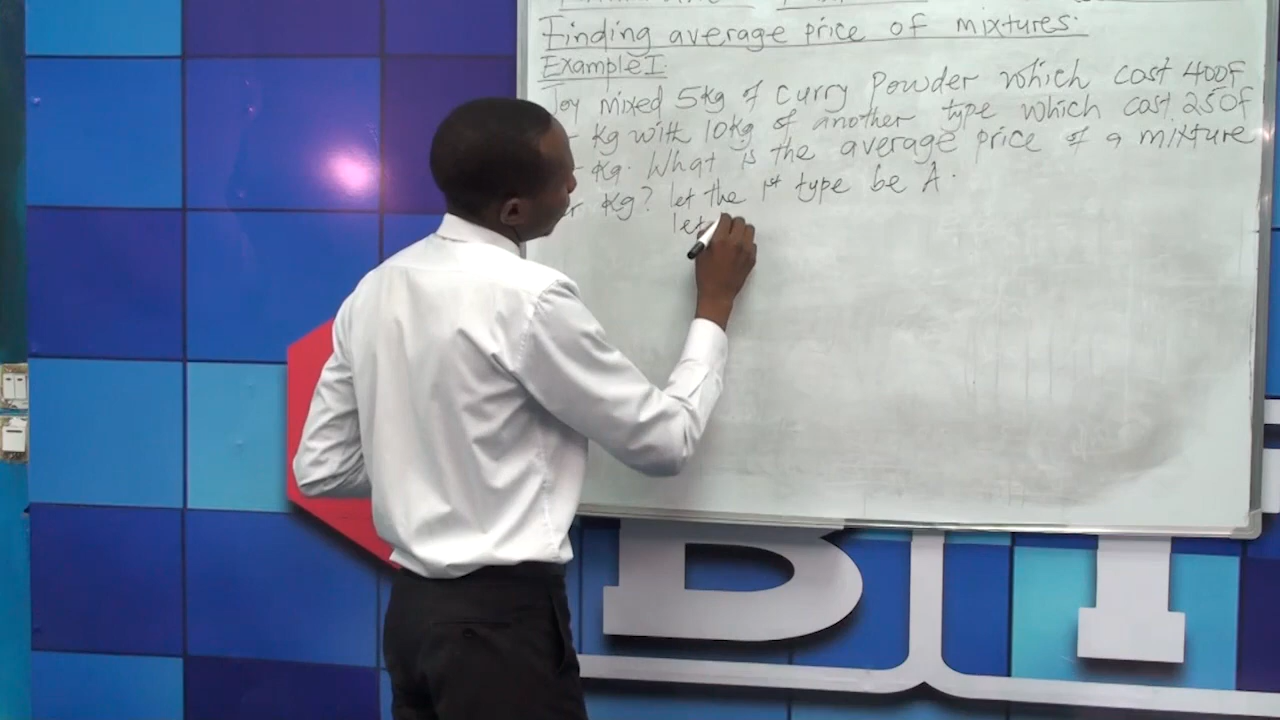 Finding average price of mixtures.
Example I.
Joy mixed 5kg of curry Powder which cost 400F
kg with 10kg of another type which cost 250F
kg. What is the average price of a mixture
kg? let the 1st type be A.
let
B